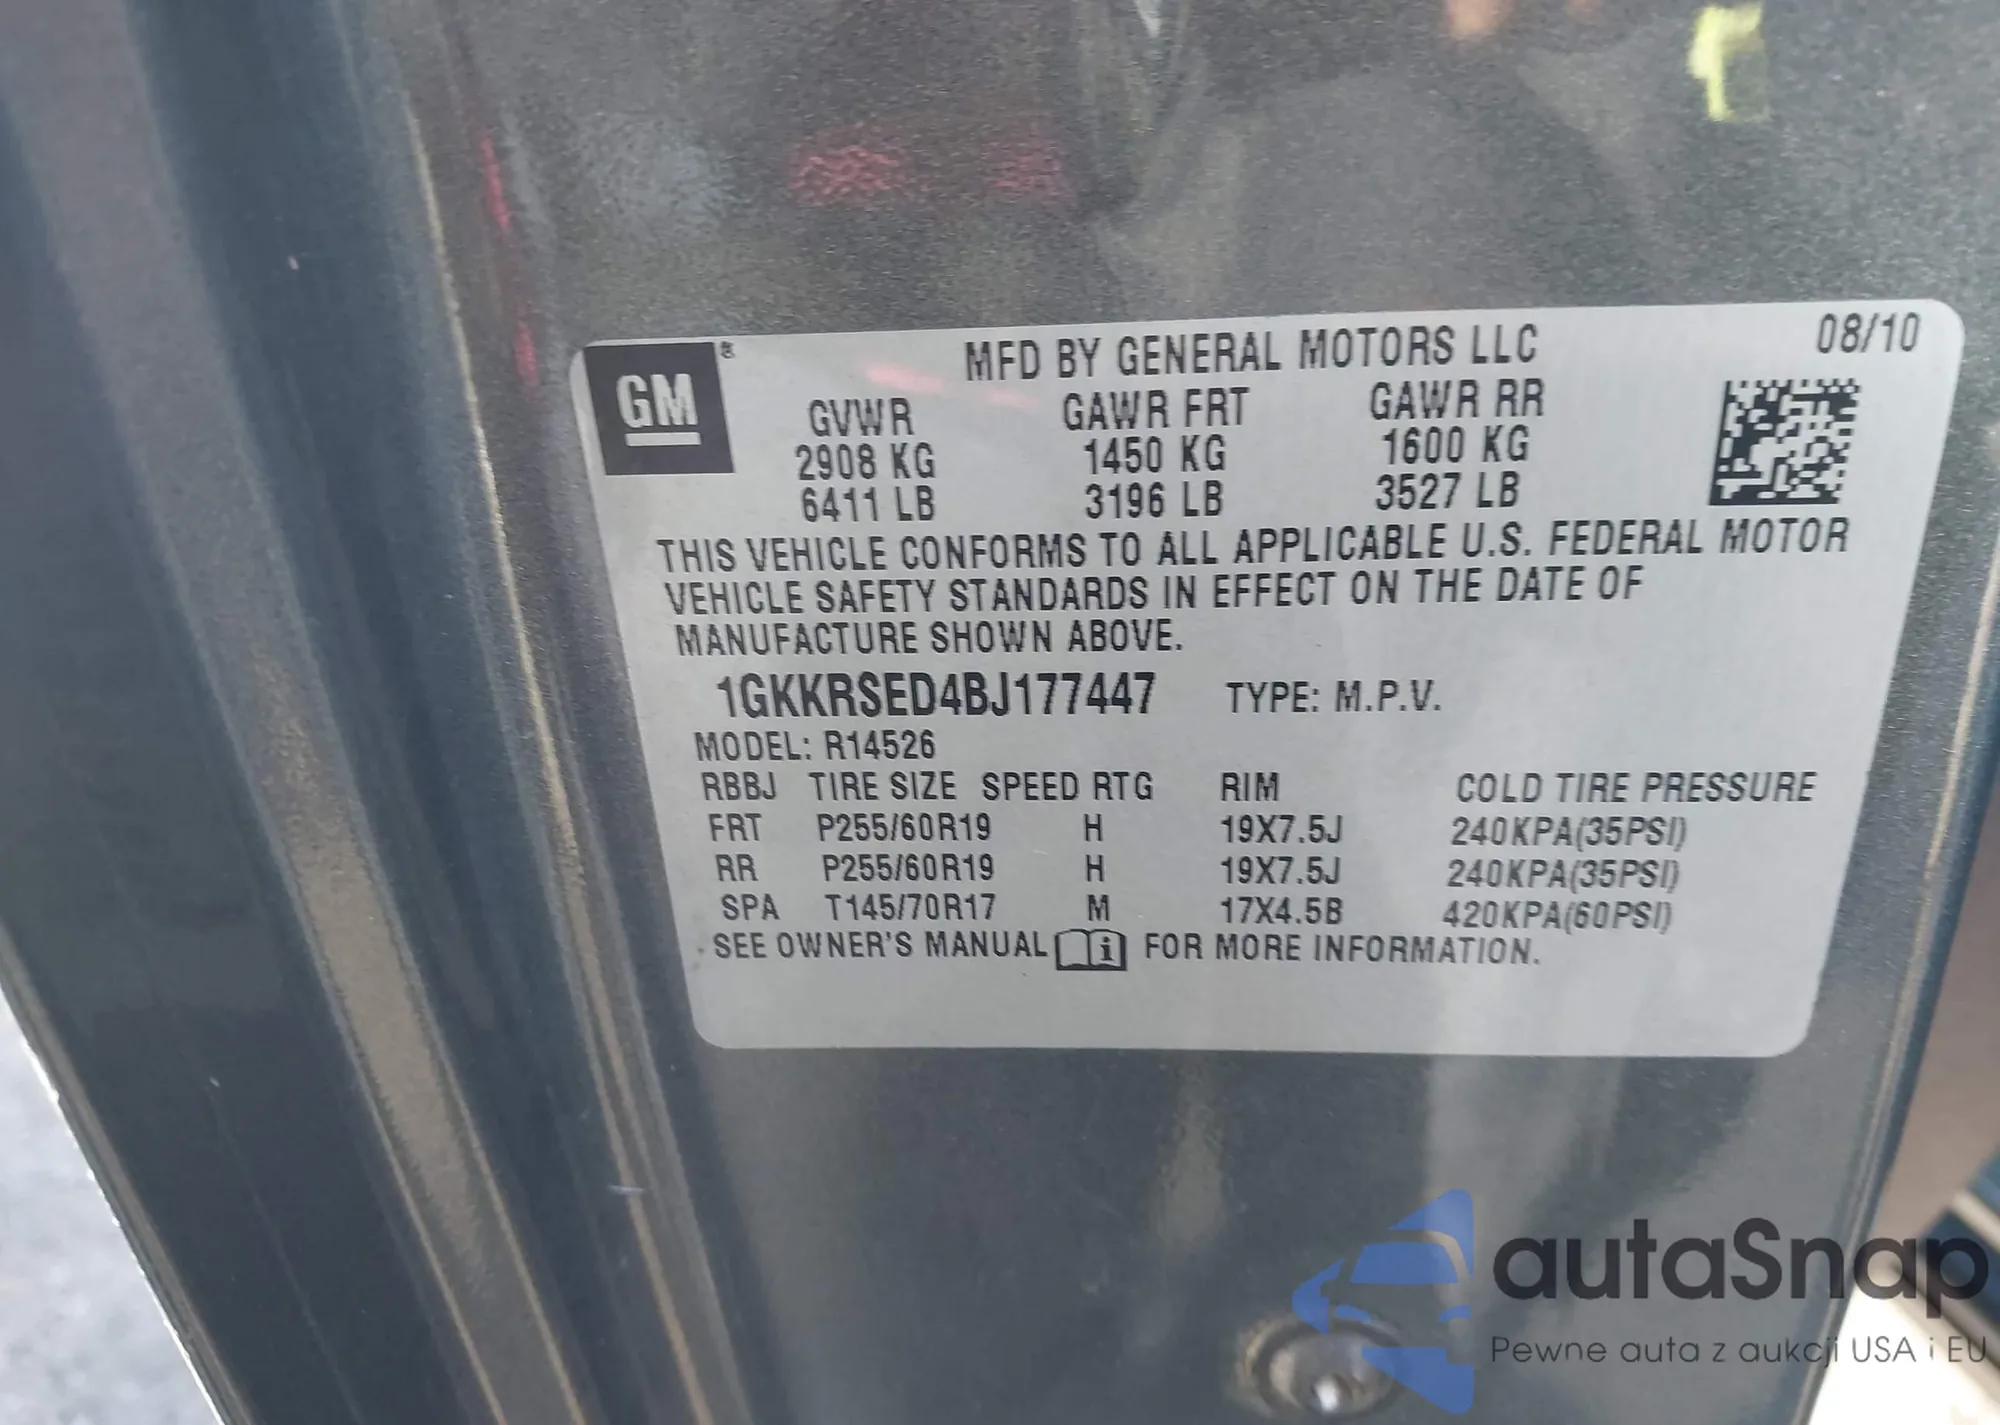 GM®
MFD BY GENERAL MOTORS LLC 08/10
GVWR GAWR FRT GAWR RR
2908 KG 1450 KG 1600 KG
6411 LB 3196 LB 3527 LB
THIS VEHICLE CONFORMS TO ALL APPLICABLE U.S. FEDERAL MOTOR
VEHICLE SAFETY STANDARDS IN EFFECT ON THE DATE OF
MANUFACTURE SHOWN ABOVE.
1GKKRSED4BJ177447 TYPE: M.P.V.
MODEL: R14526
RBBJ TIRE SIZE SPEED RTG RIM COLD TIRE PRESSURE
FRT P255/60R19 H 19X7.5J 240KPA(35PSI)
RR P255/60R19 H 19X7.5J 240KPA(35PSI)
SPA T145/70R17 M 17X4.5B 420KPA(60PSI)
SEE OWNER'S MANUAL i FOR MORE INFORMATION.
autaSnap
Pewne auta z aukcji USA i EU